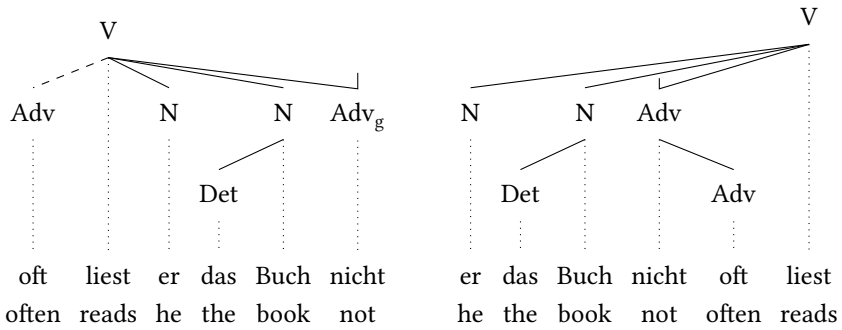 V V
Adv N N Adv_g N N Adv
Det Det Adv
oft liest er das Buch nicht er das Buch nicht oft liest
often reads he the book not he the book not often reads